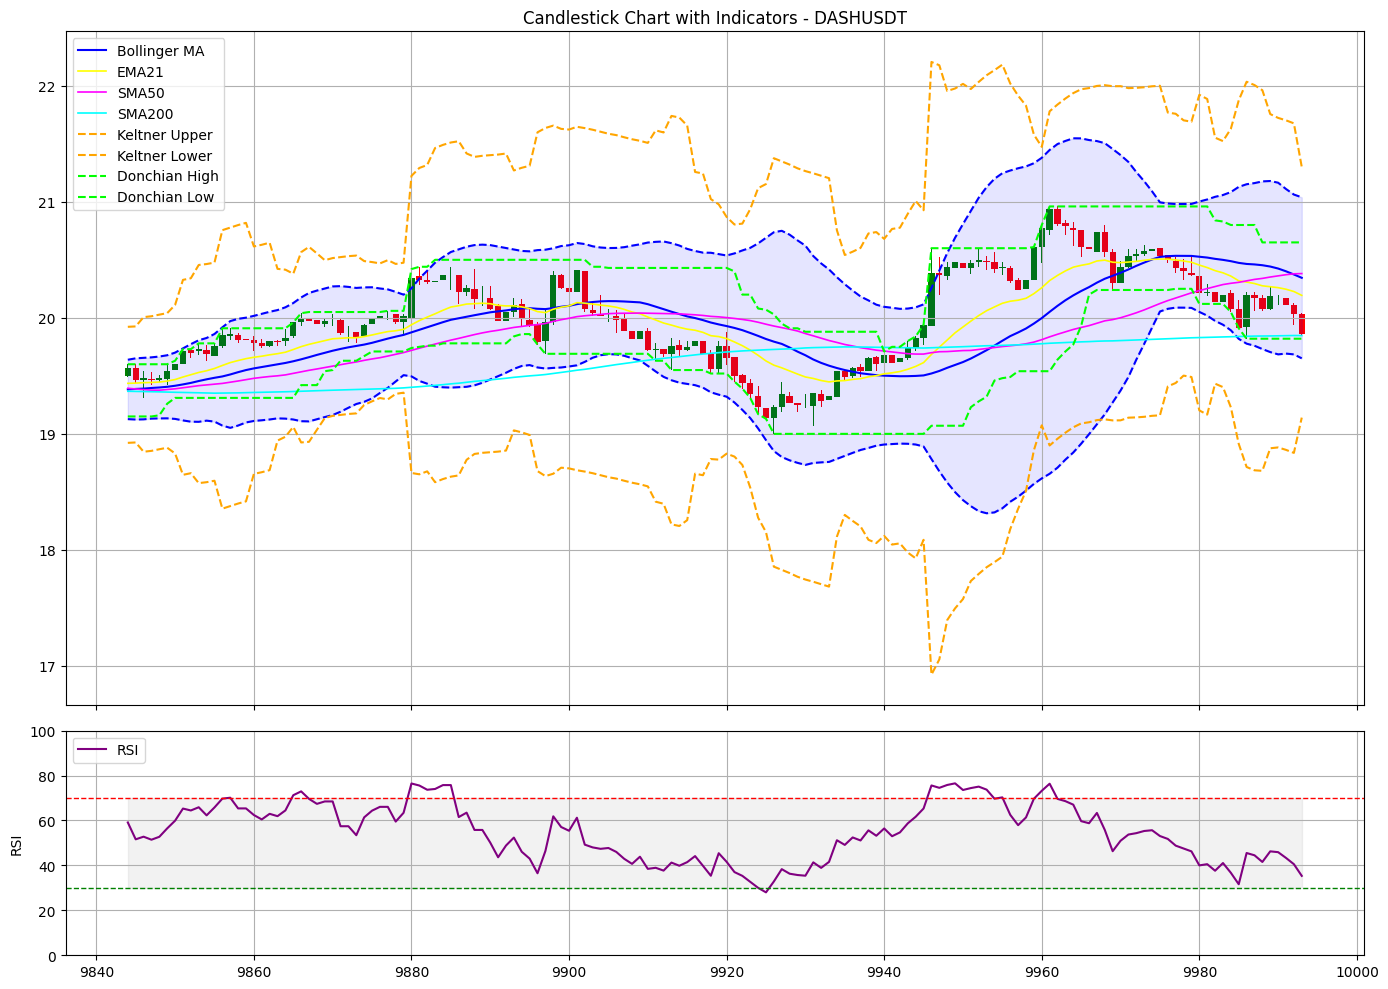 Candlestick Chart with Indicators - DASHUSDT
Bollinger MA
EMA21
SMA50
SMA200
Keltner Upper
Keltner Lower
Donchian High
Donchian Low
22
21
20
19
18
17
RSI
100
80
60
40
20
0
RSI
9840
9860
9880
9900
9920
9940
9960
9980
10000